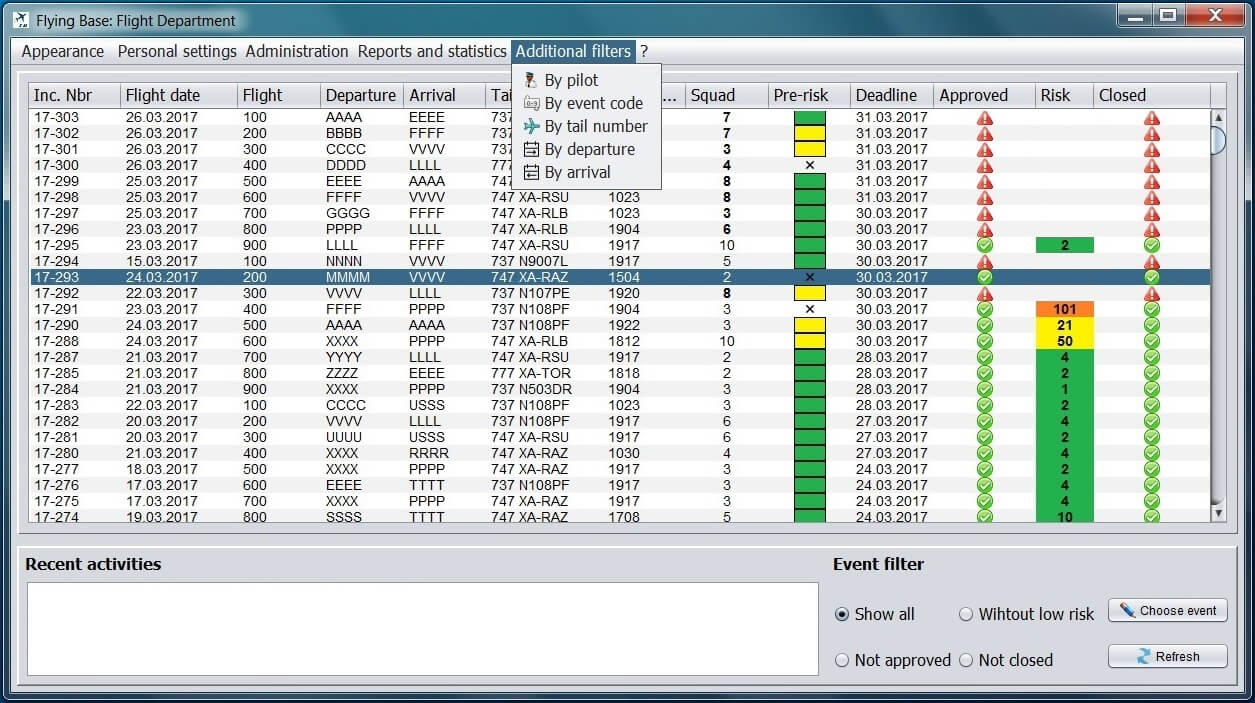 Flying Base: Flight Department
Appearance Personal settings Administration Reports and statistics Additional filters ?
By pilot
By event code
By tail number
By departure
By arrival
Inc. Nbr Flight date Flight Departure Arrival ... Squad Pre-risk Deadline Approved Risk Closed
17-303 26.03.2017 100 AAAA EEEE 737 7 31.03.2017
17-302 26.03.2017 200 BBBB FFFF 737 7 31.03.2017
17-301 26.03.2017 300 CCCC VVVV 737 3 31.03.2017
17-300 26.03.2017 400 DDDD LLLL 777 4 × 31.03.2017
17-299 25.03.2017 500 EEEE AAAA 747 8 31.03.2017
17-298 25.03.2017 600 FFFF VVVV 747 XA-RSU 1023 8 31.03.2017
17-297 25.03.2017 700 GGGG FFFF 747 XA-RLB 1023 3 30.03.2017
17-296 23.03.2017 800 PPPP LLLL 747 XA-RLB 1904 6 30.03.2017
17-295 23.03.2017 900 LLLL FFFF 747 XA-RSU 1917 10 30.03.2017 2
17-294 15.03.2017 100 NNNN VVVV 737 N9007L 1917 5 30.03.2017
17-293 24.03.2017 200 MMMM VVVV 747 XA-RAZ 1504 2 × 30.03.2017
17-292 22.03.2017 300 VVVV LLLL 737 N107PE 1920 8 30.03.2017
17-291 23.03.2017 400 FFFF PPPP 737 N108PF 1904 3 × 30.03.2017 101
17-290 24.03.2017 500 AAAA AAAA 737 N108PF 1922 3 30.03.2017 21
17-288 24.03.2017 600 XXXX PPPP 747 XA-RLB 1812 10 30.03.2017 50
17-287 21.03.2017 700 YYYY LLLL 747 XA-RSU 1917 2 28.03.2017 4
17-285 21.03.2017 800 ZZZZ EEEE 777 XA-TOR 1818 2 28.03.2017 2
17-284 21.03.2017 900 XXXX PPPP 737 N503DR 1904 3 28.03.2017 1
17-283 22.03.2017 100 CCCC USSS 737 N108PF 1023 3 28.03.2017 2
17-282 20.03.2017 200 VVVV LLLL 737 N108PF 1917 6 27.03.2017 4
17-281 20.03.2017 300 UUUU USSS 747 XA-RSU 1917 6 27.03.2017 2
17-280 21.03.2017 400 XXXX RRRR 747 XA-RAZ 1030 4 27.03.2017 4
17-277 18.03.2017 500 XXXX PPPP 747 XA-RAZ 1917 3 24.03.2017 2
17-276 17.03.2017 600 EEEE TTTT 737 N108PF 1917 3 24.03.2017 4
17-275 17.03.2017 700 XXXX PPPP 747 XA-RAZ 1917 3 24.03.2017 4
17-274 19.03.2017 800 SSSS TTTT 747 XA-RAZ 1708 5 24.03.2017 10
Recent activities
Event filter
Show all Wihtout low risk Choose event
Not approved Not closed Refresh